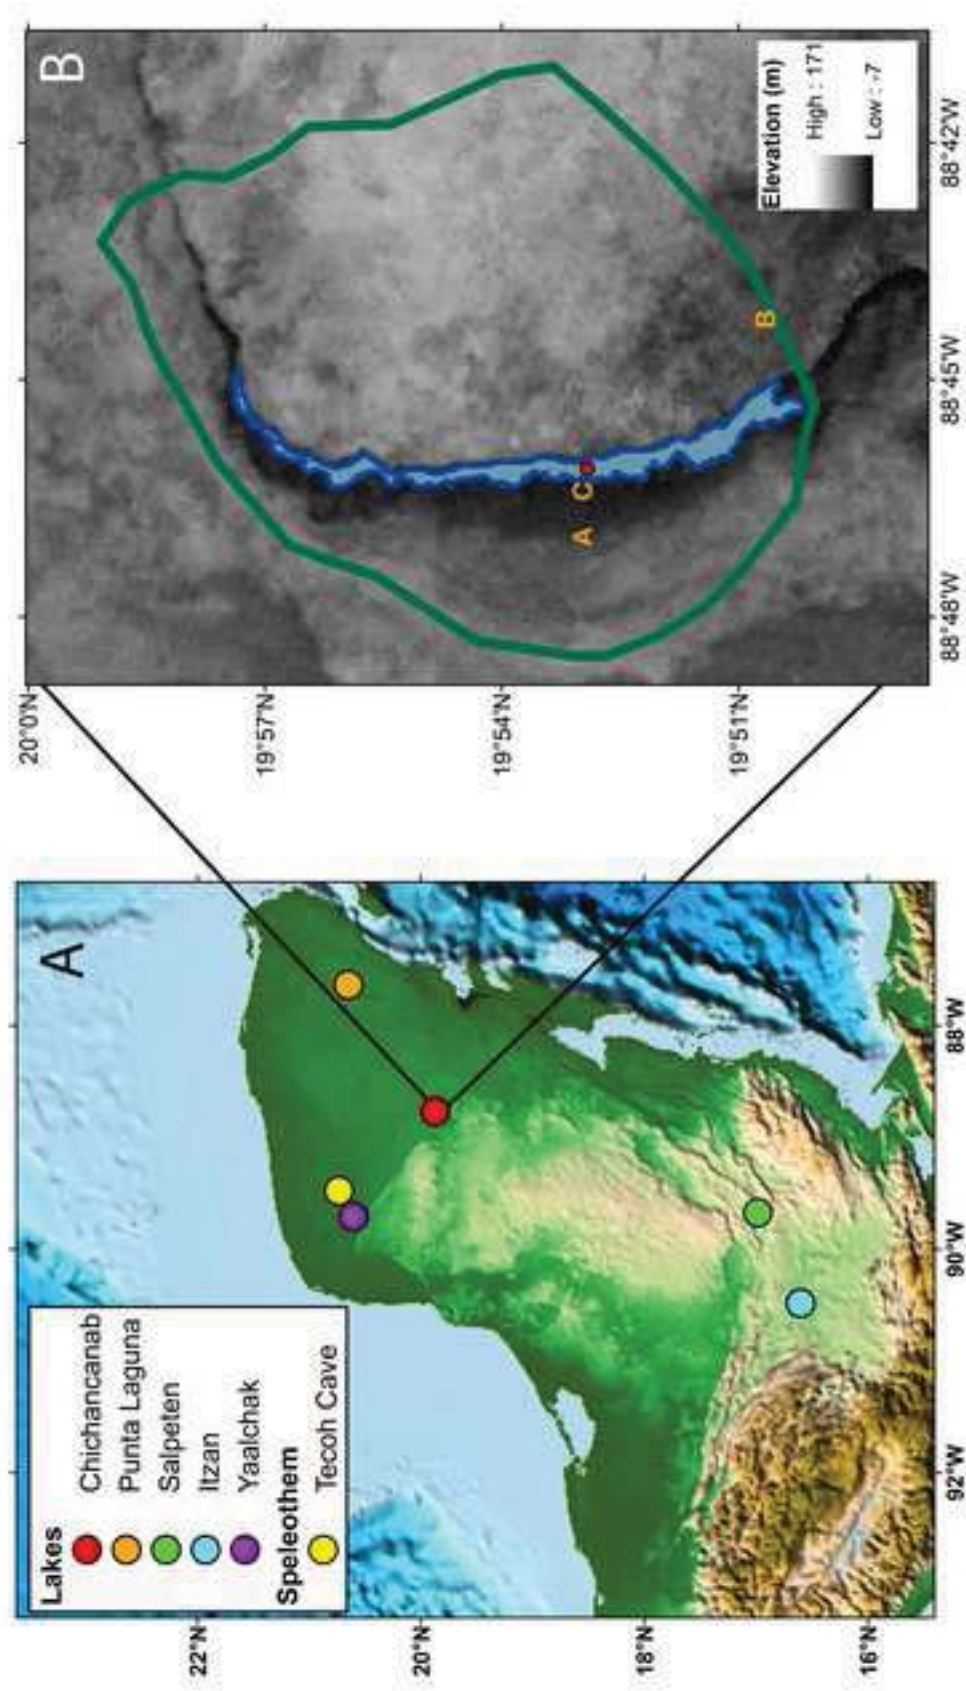 A
Lakes
Chichancanab
Punta Laguna
Salpeten
Itzan
Yaalchak
Speleothem
Tecoh Cave
22°N
20°N
18°N
16°N
92°W
90°W
88°W
B
20°0'N
19°57'N
19°54'N
19°51'N
A
C
B
Elevation (m)
High : 171
Low : -7
88°48'W
88°45'W
88°42'W